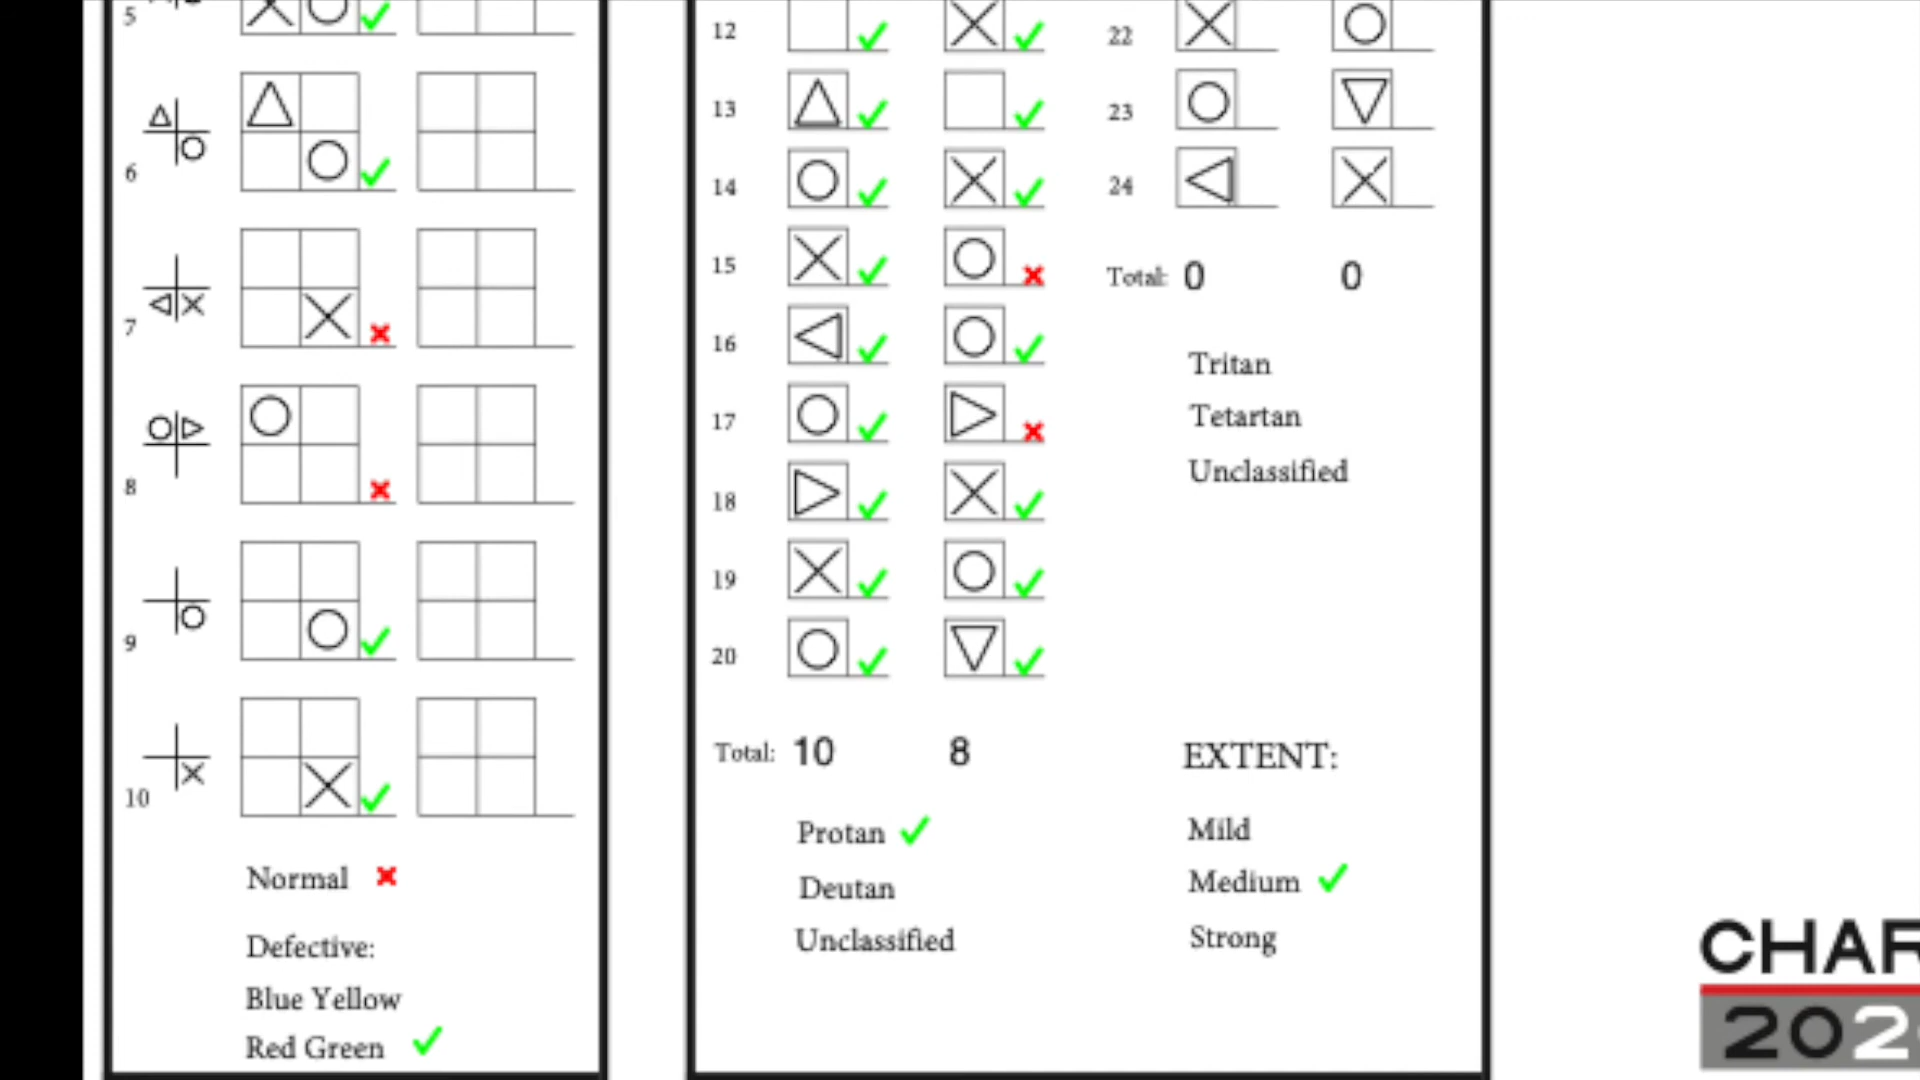 5
6
7
8
9
10
Normal
Defective:
Blue Yellow
Red Green
12
13
14
15
16
17
18
19
20
Total: 10 8
Protan
Deutan
Unclassified
22
23
24
Total: 0 0
Tritan
Tetartan
Unclassified
EXTENT:
Mild
Medium
Strong
CHAR
202